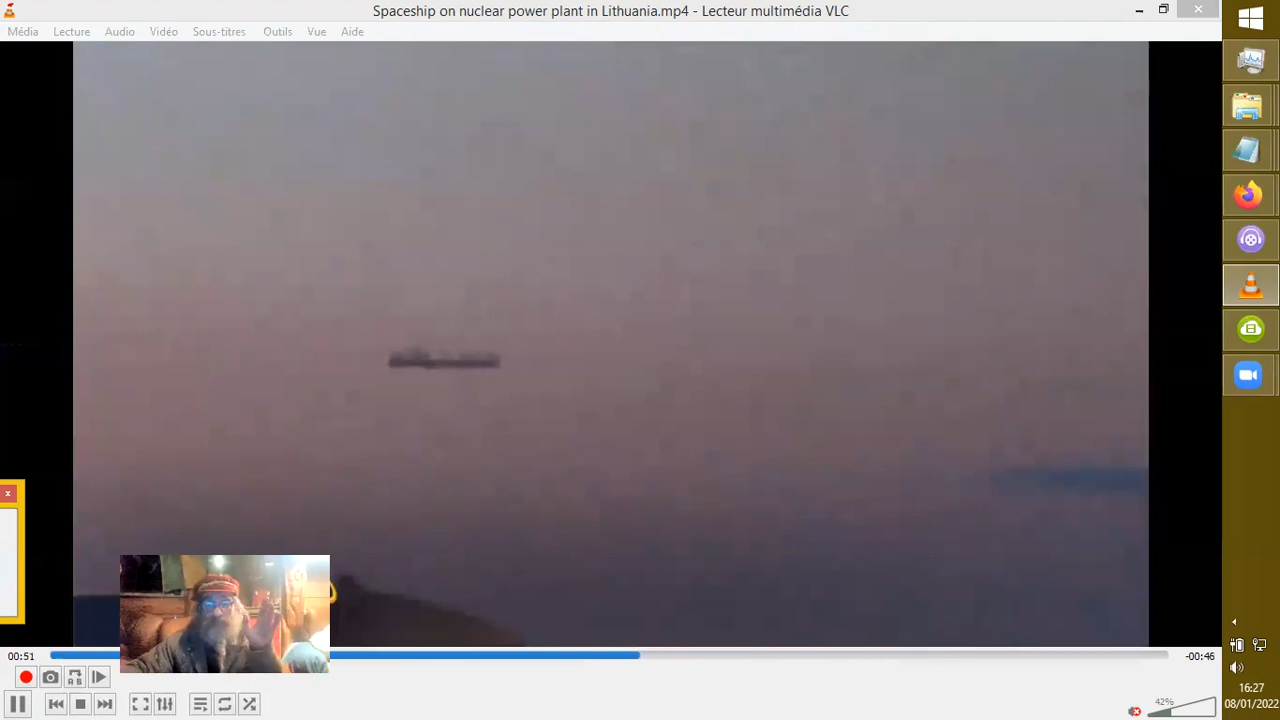 Spaceship on nuclear power plant in Lithuania.mp4 - Lecteur multimédia VLC
Média Lecture Audio Vidéo Sous-titres Outils Vue Aide
00:51
-00:46
A B
42%
16:27
08/01/2022